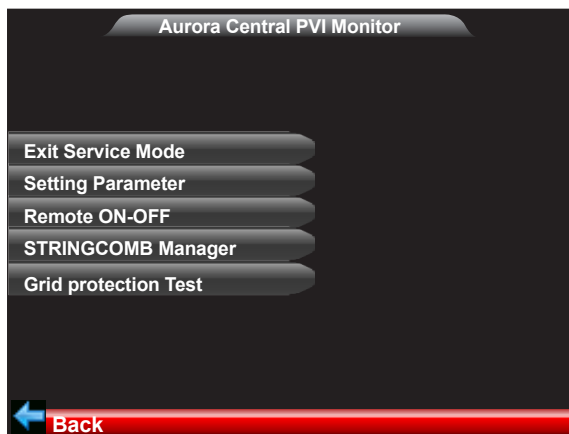 Aurora Central PVI Monitor
Exit Service Mode
Setting Parameter
Remote ON-OFF
STRINGCOMB Manager
Grid protection Test
Back